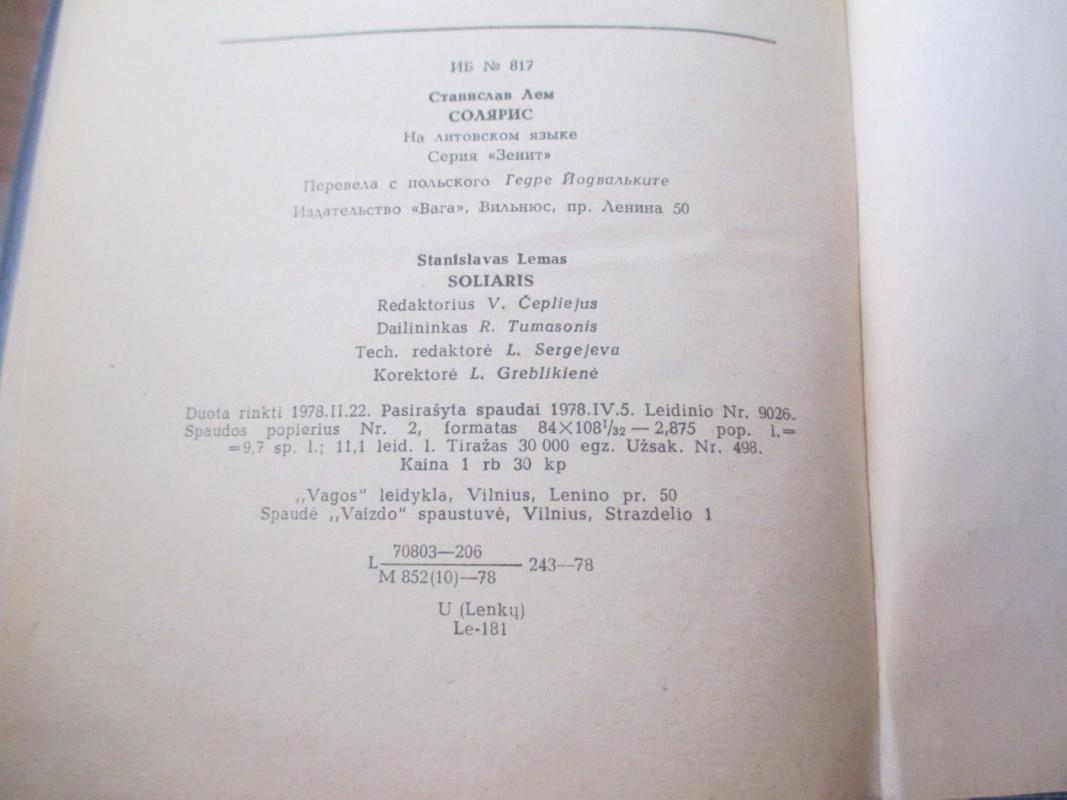 ИБ № 817
Станислав Лем
СОЛЯРИС
На литовском языке
Серия «Зенит»
Перевела с польского Гедре Йодвальките
Издательство «Вага», Вильнюс, пр. Ленина 50
Stanislavas Lemas
SOLIARIS
Redaktorius V. Čepliejus
Dailininkas R. Tumasonis
Tech. redaktorė L. Sergejeva
Korektorė L. Greblikienė
Duota rinkti 1978.II.22. Pasirašyta spaudai 1978.IV.5. Leidinio Nr. 9026.
Spaudos popierius Nr. 2, formatas 84×108¹/₃₂ — 2,875 pop. l.=
=9,7 sp. l.; 11,1 leid. l. Tiražas 30 000 egz. Užsak. Nr. 498.
Kaina 1 rb 30 kp
„Vagos" leidykla, Vilnius, Lenino pr. 50
Spaudė „Vaizdo" spaustuvė, Vilnius, Strazdelio 1
70803—206
L 243—78
M 852(10)—78
U (Lenkų)
Le-181